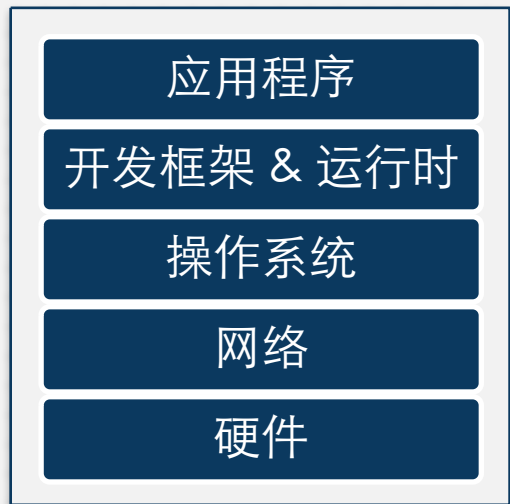 应用程序
开发框架 & 运行时
操作系统
网络
硬件